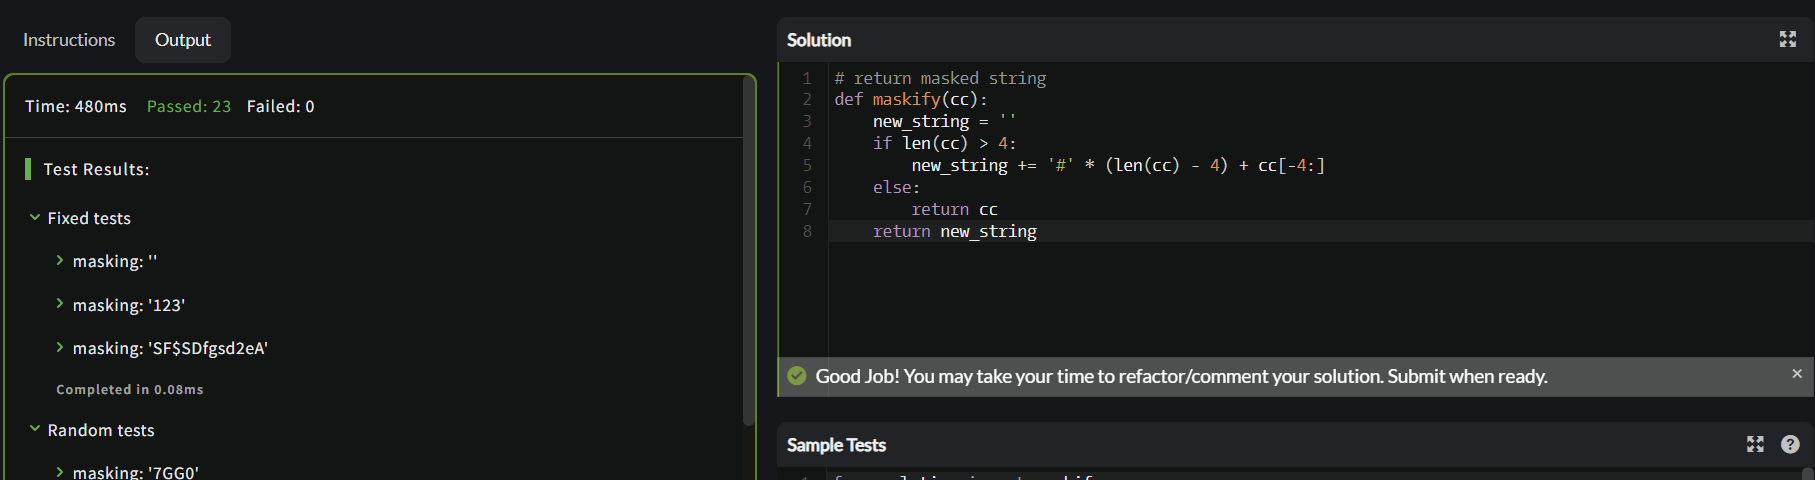 Instructions
Output
Time: 480ms Passed: 23 Failed: 0
Test Results:
Fixed tests
masking: ''
masking: '123'
masking: 'SF$SDfgsd2eA'
Completed in 0.08ms
Random tests
masking: '7GG0'
Solution
1 # return masked string
2 def maskify(cc):
3     new_string = ''
4     if len(cc) > 4:
5         new_string += '#' * (len(cc) - 4) + cc[-4:]
6     else:
7         return cc
8     return new_string
Good Job! You may take your time to refactor/comment your solution. Submit when ready.
Sample Tests